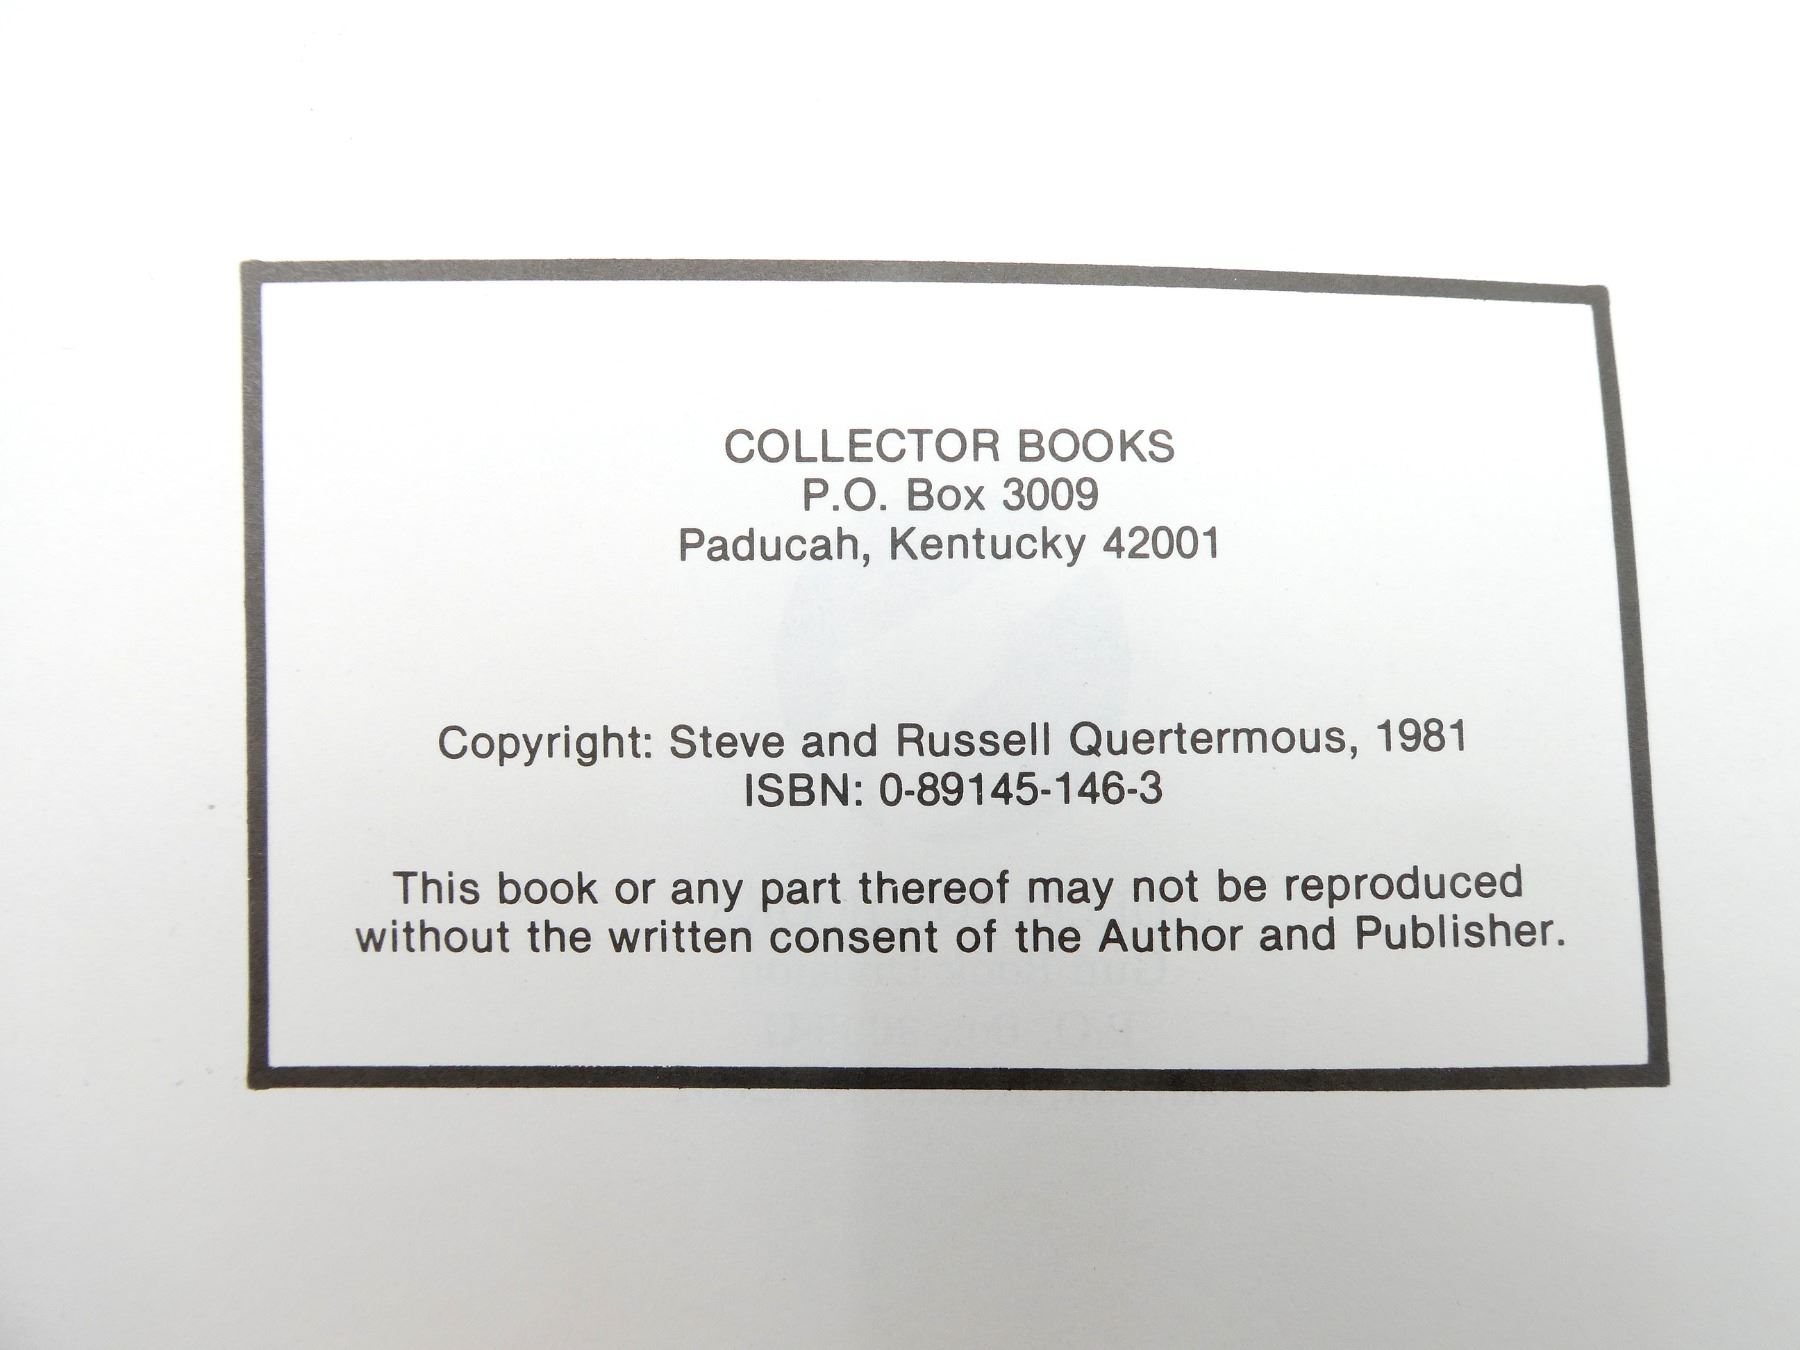 COLLECTOR BOOKS
P.O. Box 3009
Paducah, Kentucky 42001
Copyright: Steve and Russell Quertermous, 1981
ISBN: 0-89145-146-3
This book or any part thereof may not be reproduced
without the written consent of the Author and Publisher.